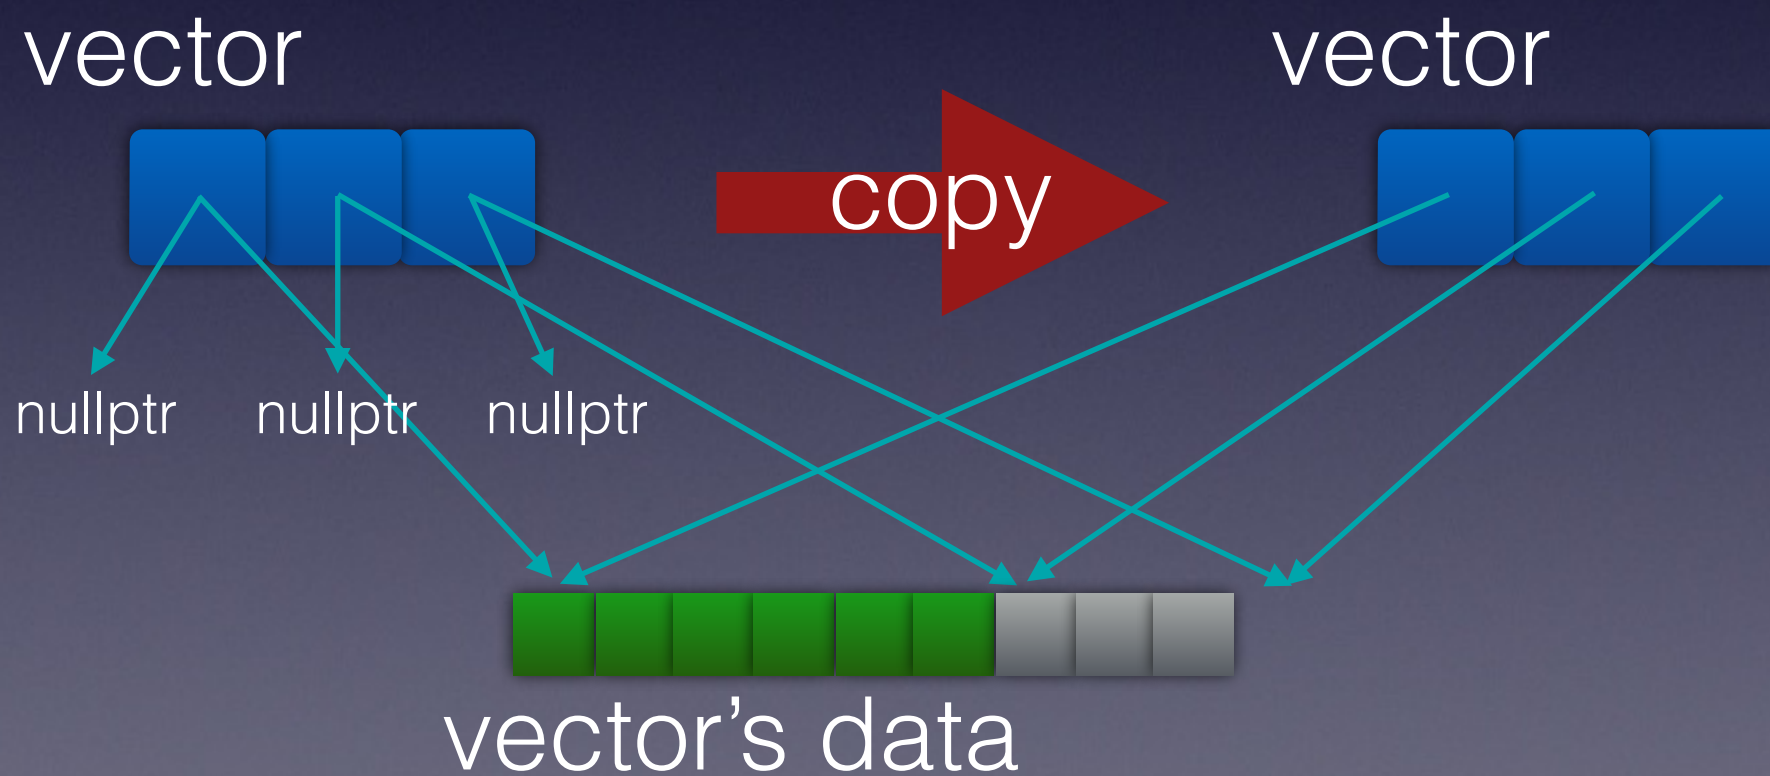 vector
vector
copy
nullptr nullptr nullptr
vector’s data